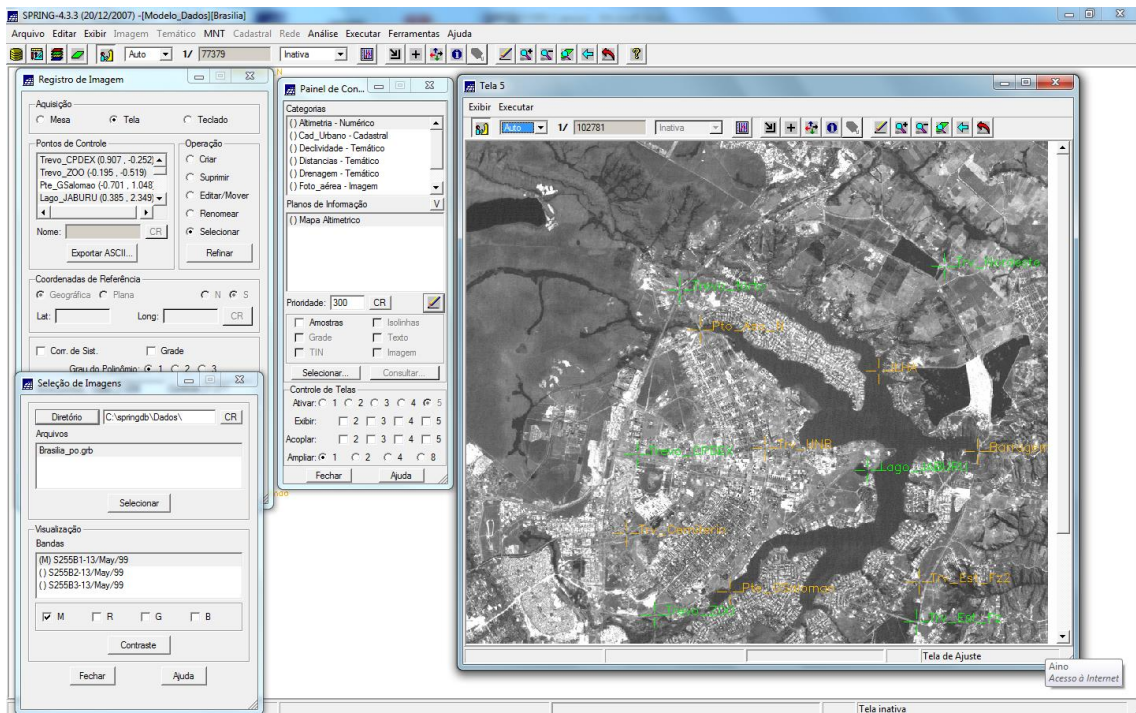 SPRING-4.3.3 (20/12/2007) -[Modelo_Dados][Brasilia]
Arquivo Editar Exibir Imagem Temático MNT Cadastral Rede Análise Executar Ferramentas Ajuda
Auto 1/ 77379 Inativa
Registro de Imagem
Aquisição
Mesa Tela Teclado
Pontos de Controle
Trevo_CPDEX (0.907 , -0.252)
Trevo_ZOO (-0.195 , -0.519)
Pte_GSalomao (-0.701 , 1.048
Lago_JABURU (0.385 , 2.349)
Nome: CR
Exportar ASCII...
Operação
Criar
Suprimir
Editar/Mover
Renomear
Selecionar
Refinar
Coordenadas de Referência
Geográfica Plana N S
Lat: Long: CR
Corr. de Sist. Grade
Grau do Polinômio: 1 2 3
Seleção de Imagens
Diretório C:\springdb\Dados\ CR
Arquivos
Brasilia_po.grb
Selecionar
Visualização
Bandas
(M) S255B1-13/May/99
() S255B2-13/May/99
() S255B3-13/May/99
M R G B
Contraste
Fechar Ajuda
Painel de Con...
Categorias
() Altimetria - Numérico
() Cad_Urbano - Cadastral
() Declividade - Temático
() Distancias - Temático
() Drenagem - Temático
() Foto_aérea - Imagem
Planos de Informação V
() Mapa Altimetrico
Prioridade: 300 CR
Amostras Isolinhas
Grade Texto
TIN Imagem
Selecionar... Consultar...
Controle de Telas
Ativar: 1 2 3 4 5
Exibir: 2 3 4 5
Acoplar: 2 3 4 5
Ampliar: 1 2 4 8
Fechar Ajuda
Tela 5
Exibir Executar
Auto 1/ 102781 Inativa
Trv_UNB
Barragem
Trv_Est_Pz2
Tela de Ajuste
Aino
Acesso à Internet
Tela inativa